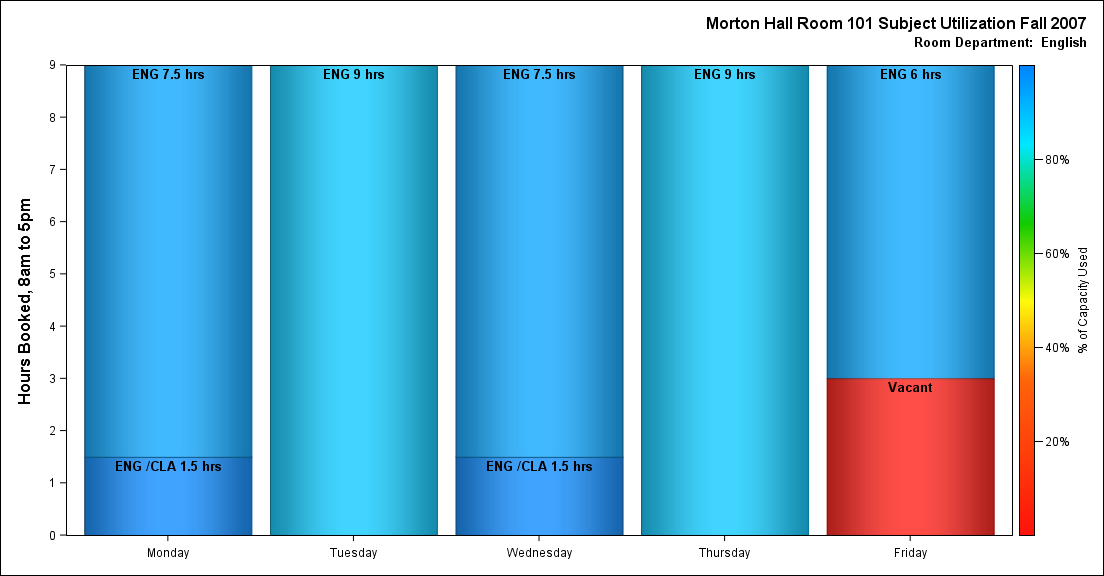 Morton Hall Room 101 Subject Utilization Fall 2007
Room Department:  English
Hours Booked, 8am to 5pm
9
8
7
6
5
4
3
2
1
0
ENG 7.5 hrs
ENG /CLA 1.5 hrs
ENG 9 hrs
ENG 7.5 hrs
ENG /CLA 1.5 hrs
ENG 9 hrs
ENG 6 hrs
Vacant
Monday
Tuesday
Wednesday
Thursday
Friday
80%
60%
40%
20%
% of Capacity Used